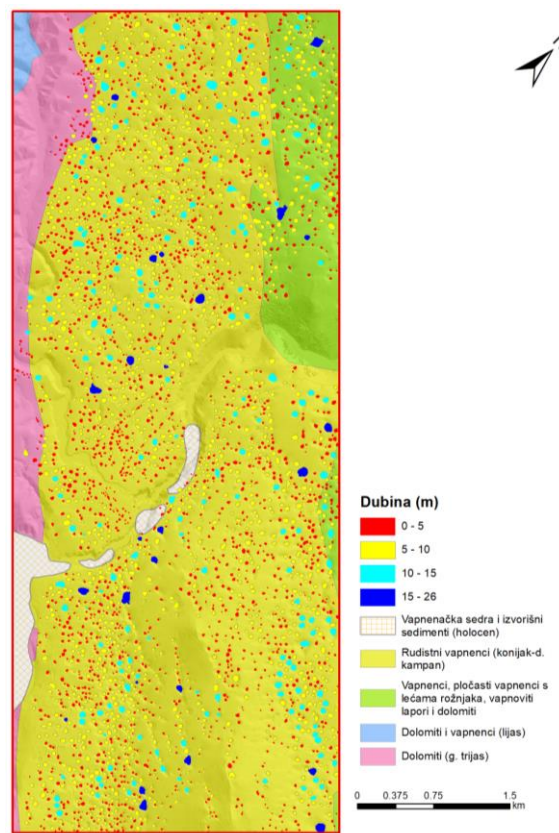 Dubina (m)
0 - 5
5 - 10
10 - 15
15 - 26
Vapnenačka sedra i izvorišni
sedimenti (holocen)
Rudistni vapnenci (konijak-d.
kampan)
Vapnenci, pločasti vapnenci s
lećama rožnjaka, vapnoviti
lapori i dolomiti
Dolomiti i vapnenci (lijas)
Dolomiti (g. trijas)
0 0.375 0.75 1.5
km